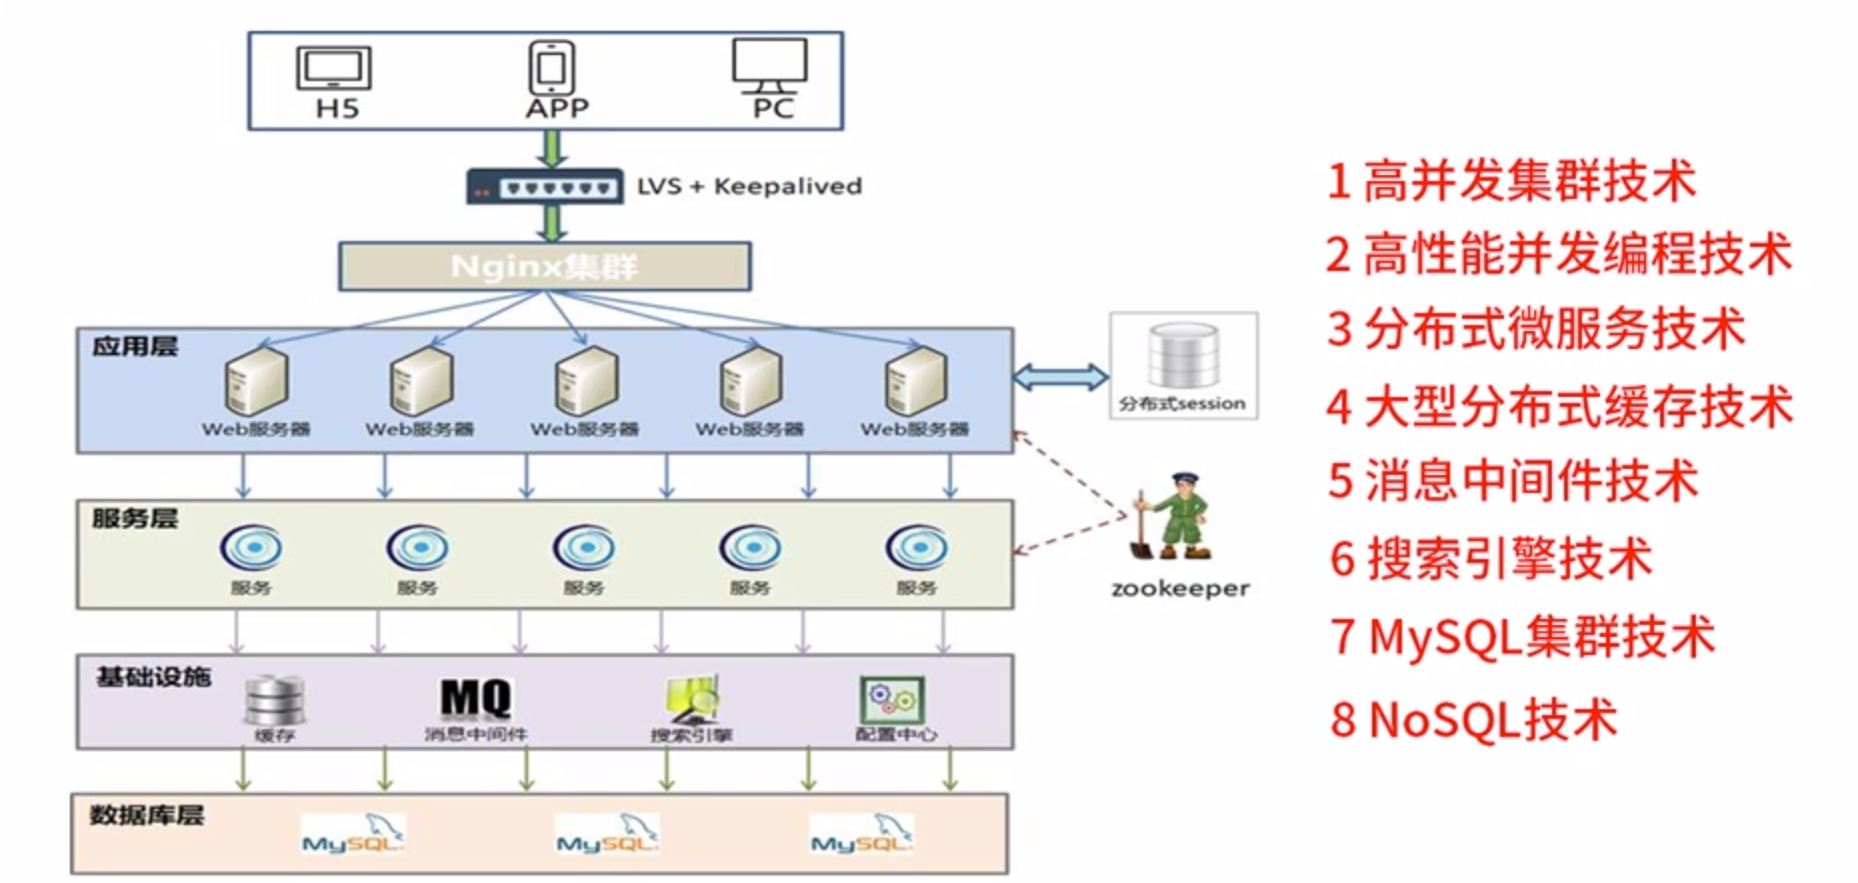 H5
APP
PC
LVS + Keepalived
Nginx集群
应用层
Web服务器
Web服务器
Web服务器
Web服务器
Web服务器
分布式session
服务层
服务
服务
服务
服务
服务
zookeeper
基础设施
缓存
MQ
消息中间件
搜索引擎
配置中心
数据库层
MySQL
MySQL
MySQL
1 高并发集群技术
2 高性能并发编程技术
3 分布式微服务技术
4 大型分布式缓存技术
5 消息中间件技术
6 搜索引擎技术
7 MySQL集群技术
8 NoSQL技术